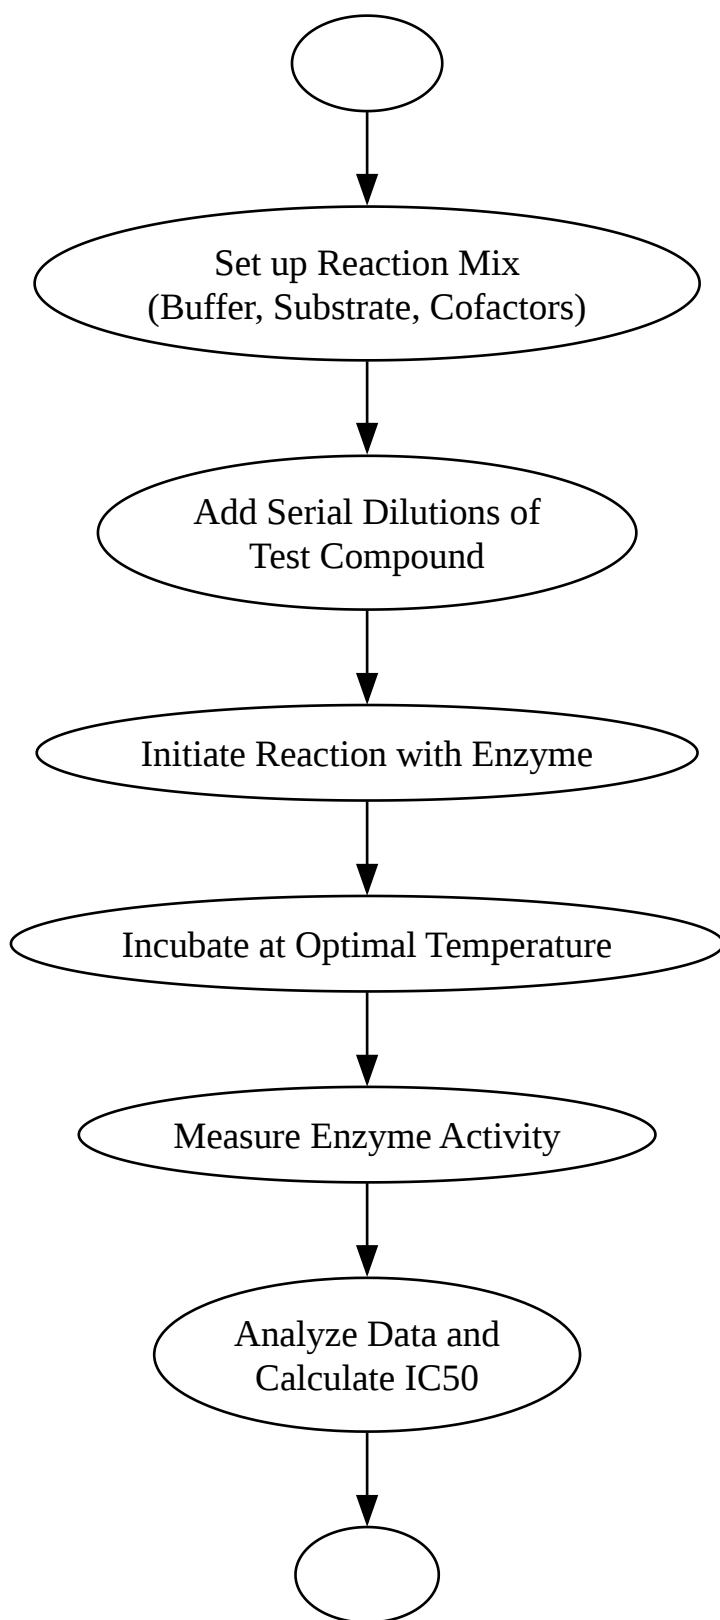 Set up Reaction Mix
(Buffer, Substrate, Cofactors)
Add Serial Dilutions of
Test Compound
Initiate Reaction with Enzyme
Incubate at Optimal Temperature
Measure Enzyme Activity
Analyze Data and
Calculate IC50